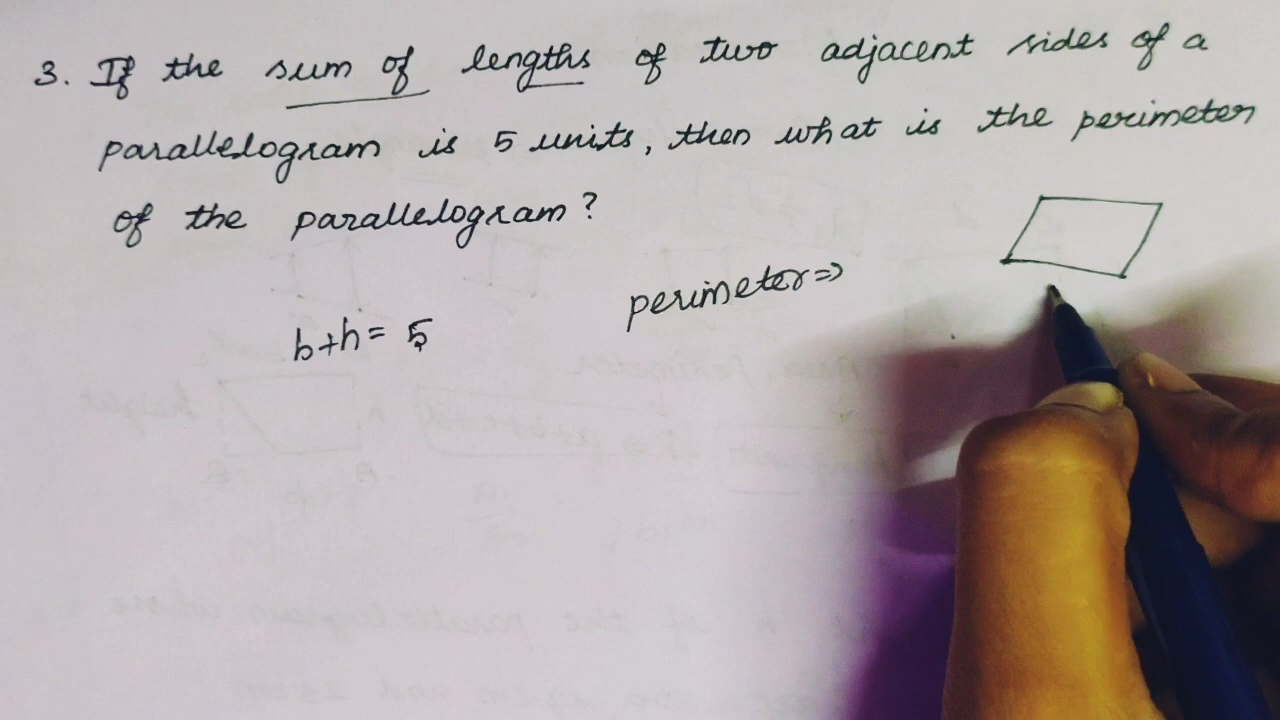 3. If the sum of lengths of two adjacent sides of a
parallelogram is 5 units, then what is the perimeter
of the parallelogram?
perimeter⇒
b+h= 5